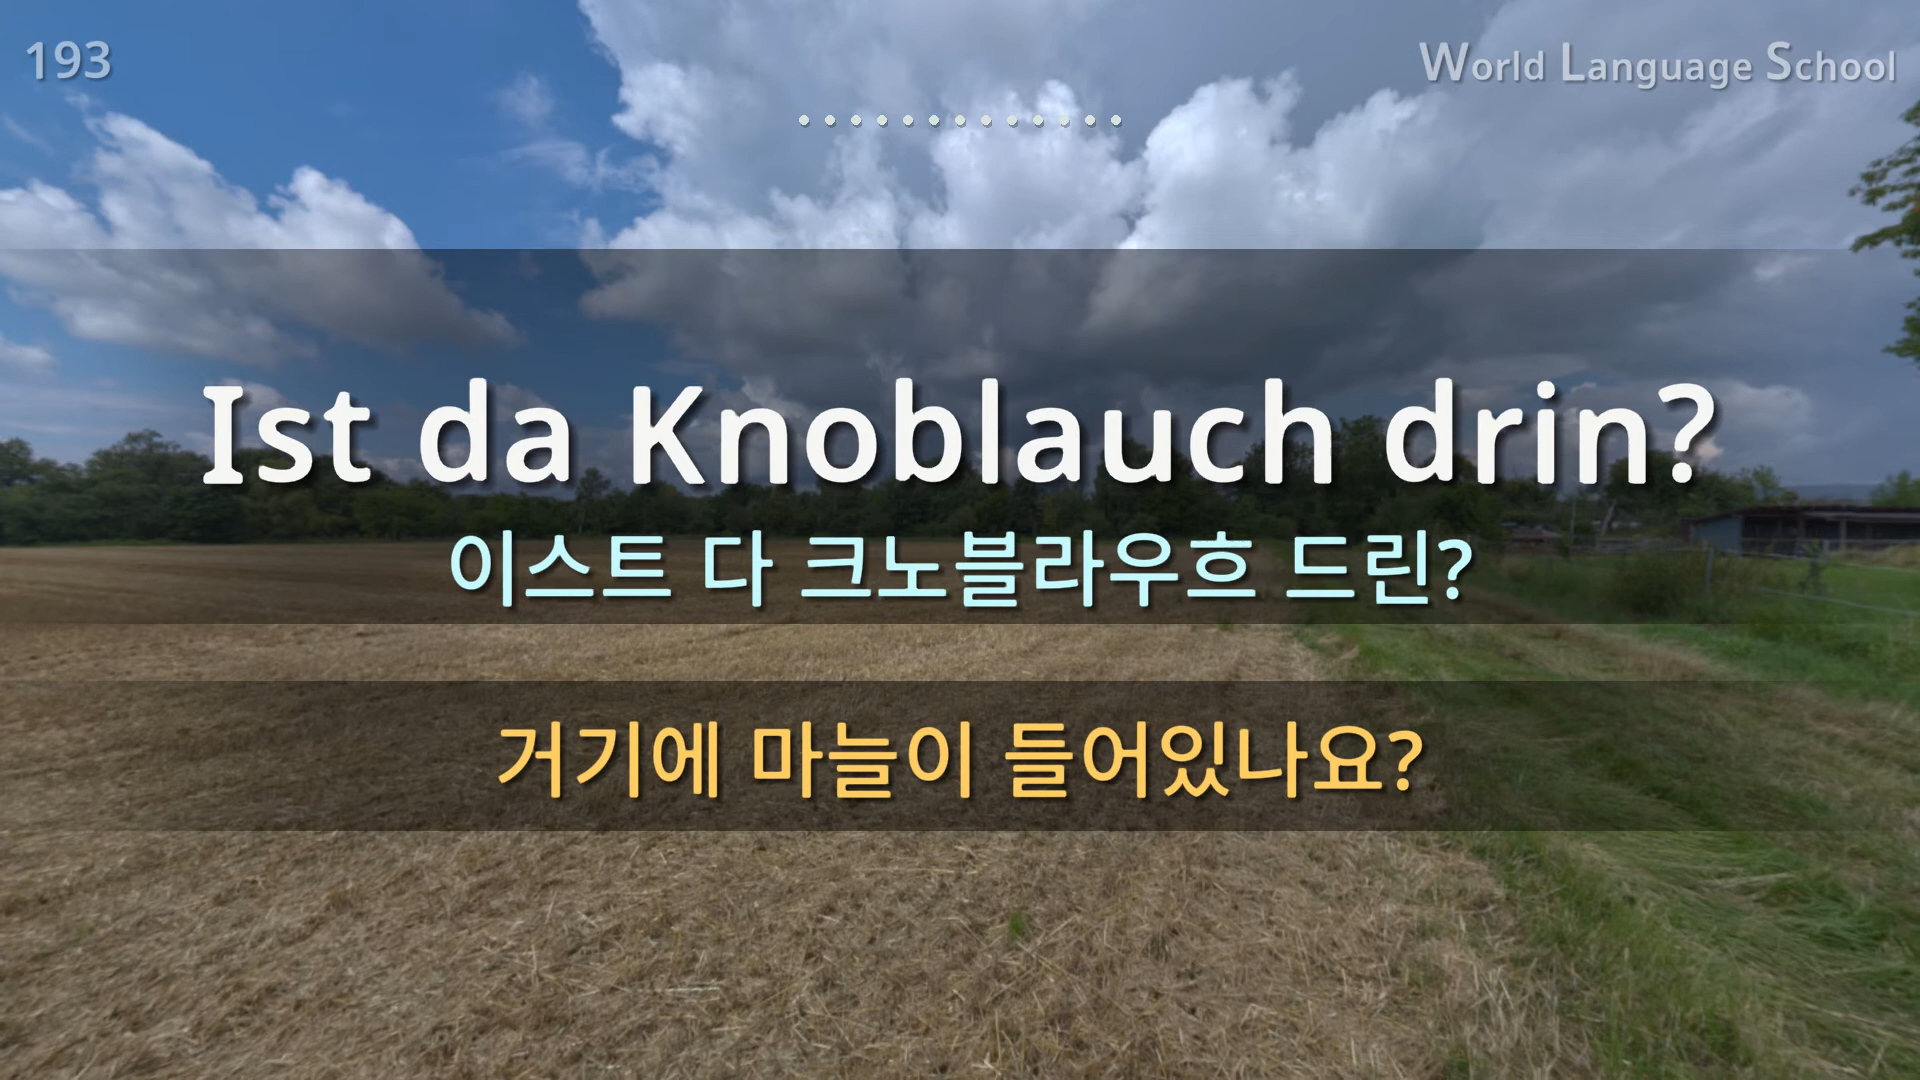 193
World Language School
Ist da Knoblauch drin?
이스트 다 크노블라우흐 드린?
거기에 마늘이 들어있나요?